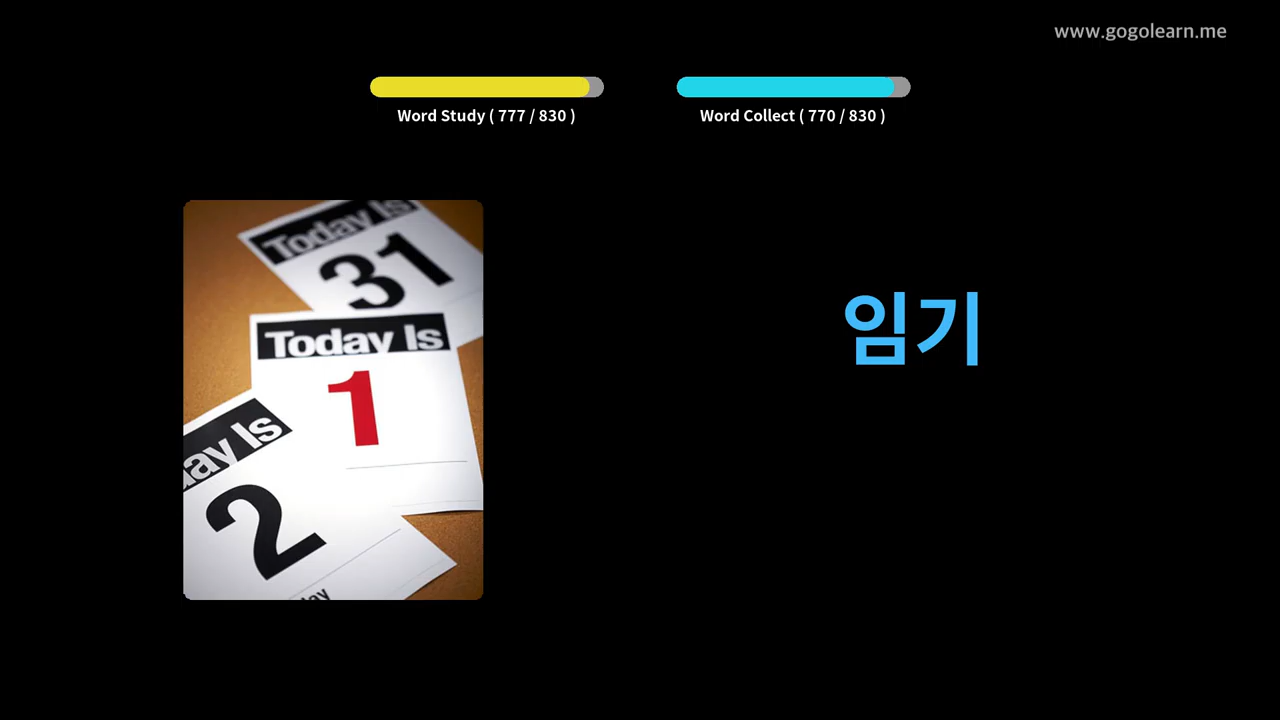 www.gogolearn.me
Word Study ( 777 / 830 )
Word Collect ( 770 / 830 )
Today Is
31
Today Is
1
ay Is
2
임기